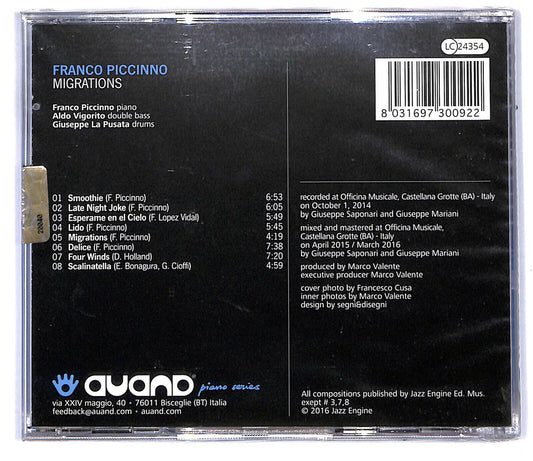 LC 24354
FRANCO PICCINNO
MIGRATIONS
Franco Piccinno piano
Aldo Vigorito double bass
Giuseppe La Pusata drums
8 031697 300922
01 Smoothie (F. Piccinno) 6:53
02 Late Night Joke (F. Piccinno) 6:05
03 Esperame en el Cielo (F. Lopez Vidal) 5:49
04 Lido (F. Piccinno) 5:45
05 Migrations (F. Piccinno) 4:19
06 Delice (F. Piccinno) 7:38
07 Four Winds (D. Holland) 7:20
08 Scalinatella (E. Bonagura, G. Cioffi) 4:59
recorded at Officina Musicale, Castellana Grotte (BA) - Italy
on October 1, 2014
by Giuseppe Saponari and Giuseppe Mariani
mixed and mastered at Officina Musicale,
Castellana Grotte (BA) - Italy
on April 2015 / March 2016
by Giuseppe Saponari and Giuseppe Mariani
produced by Marco Valente
executive producer Marco Valente
cover photo by Francesco Cusa
inner photos by Marco Valente
design by segni&disegni
auand piano series
via XXIV maggio, 40 • 76011 Bisceglie (BT) Italia
feedback@auand.com - auand.com
All compositions published by Jazz Engine Ed. Mus.
exept # 3,7,8
© 2016 Jazz Engine